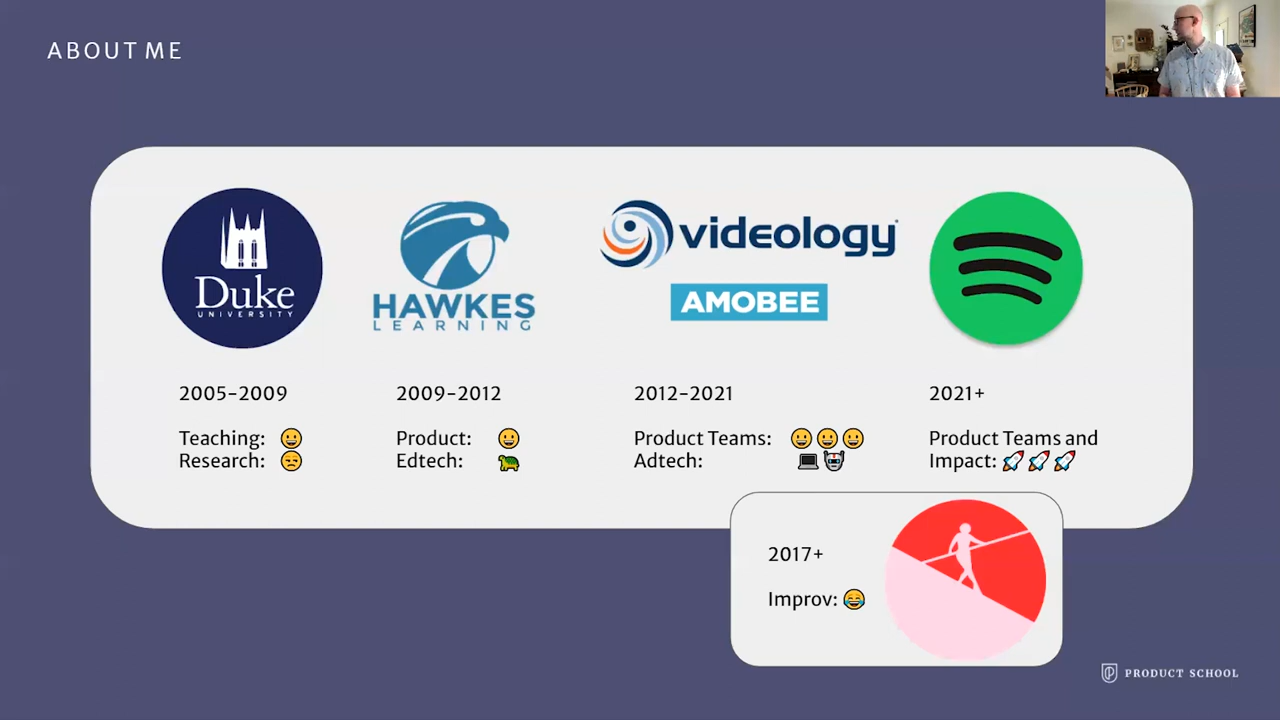 ABOUT ME
Duke
UNIVERSITY
HAWKES
LEARNING
videology
AMOBEE
2005-2009
Teaching: 😀
Research: 😒
2009-2012
Product: 😀
Edtech: 🐢
2012-2021
Product Teams: 😀😀😀
Adtech: 💻🤖
2021+
Product Teams and
Impact: 🚀🚀🚀
2017+
Improv: 😂
PRODUCT SCHOOL